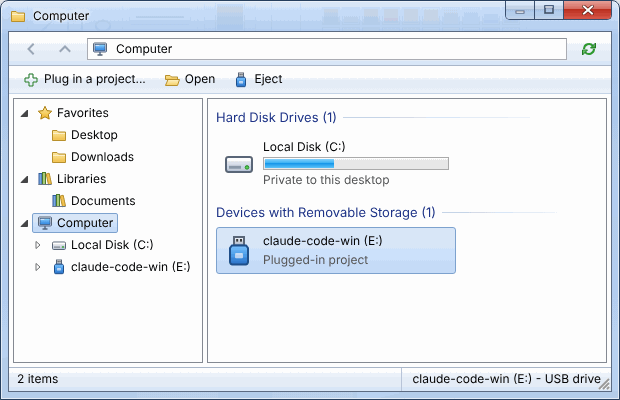 Computer
Computer
Plug in a project...
Open
Eject
Favorites
Desktop
Downloads
Libraries
Documents
Computer
Local Disk (C:)
claude-code-win (E:)
Hard Disk Drives (1)
Local Disk (C:)
Private to this desktop
Devices with Removable Storage (1)
claude-code-win (E:)
Plugged-in project
2 items
claude-code-win (E:) - USB drive